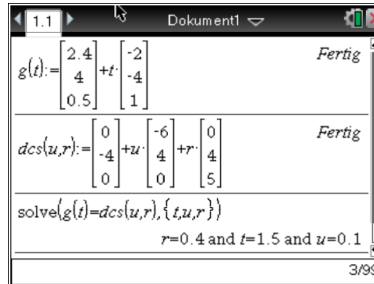 1.1 Dokument1
g(t):=[2.4 4 0.5]+t·[-2 -4 1] Fertig
dcs(u,r):=[0 -4 0]+u·[-6 4 0]+r·[0 4 5] Fertig
solve(g(t)=dcs(u,r),{t,u,r})
r=0.4 and t=1.5 and u=0.1
3/99